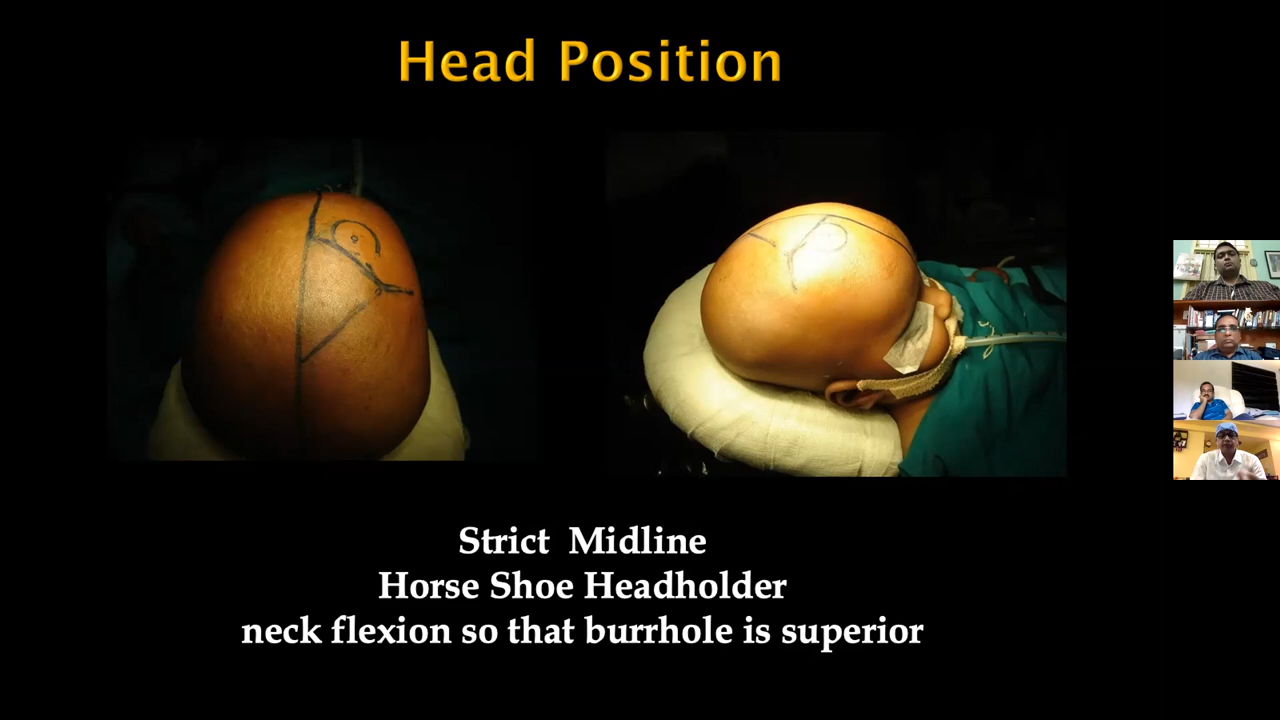 Head Position
Strict Midline
Horse Shoe Headholder
neck flexion so that burrhole is superior